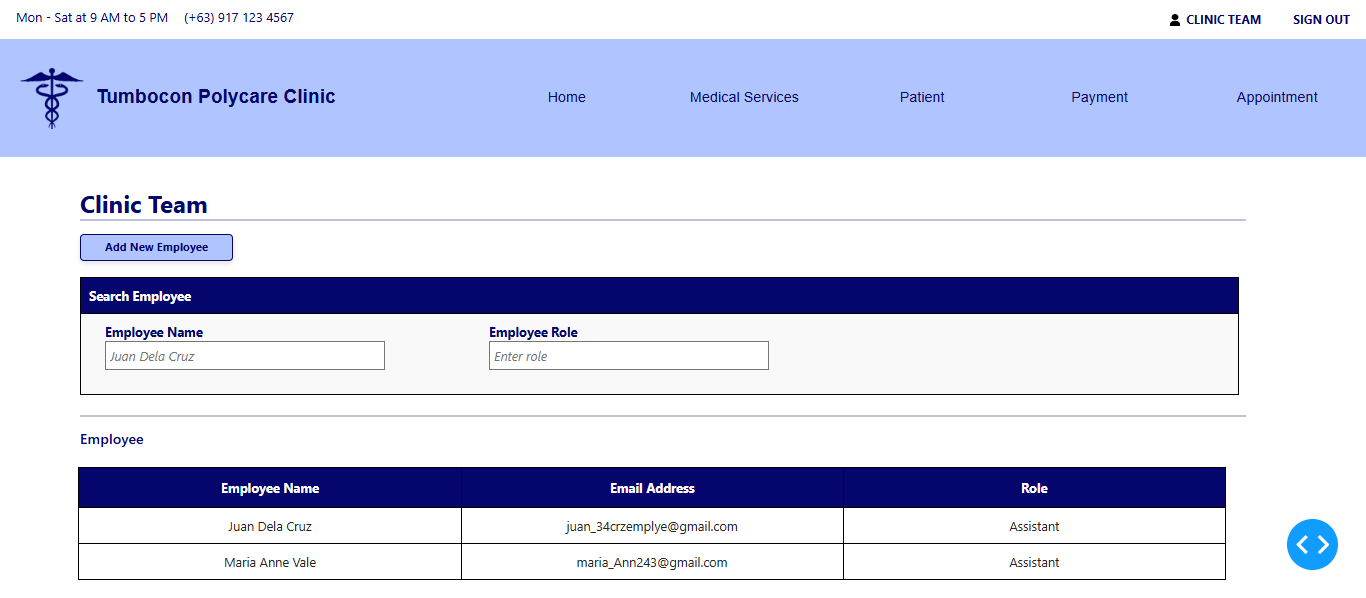 Mon - Sat at 9 AM to 5 PM (+63) 917 123 4567 CLINIC TEAM SIGN OUT
Tumbocon Polycare Clinic Home Medical Services Patient Payment Appointment
Clinic Team
Add New Employee
Search Employee
Employee Name Employee Role
Juan Dela Cruz Enter role
Employee
Employee Name Email Address Role
Juan Dela Cruz juan_34crzemplye@gmail.com Assistant
Maria Anne Vale maria_Ann243@gmail.com Assistant